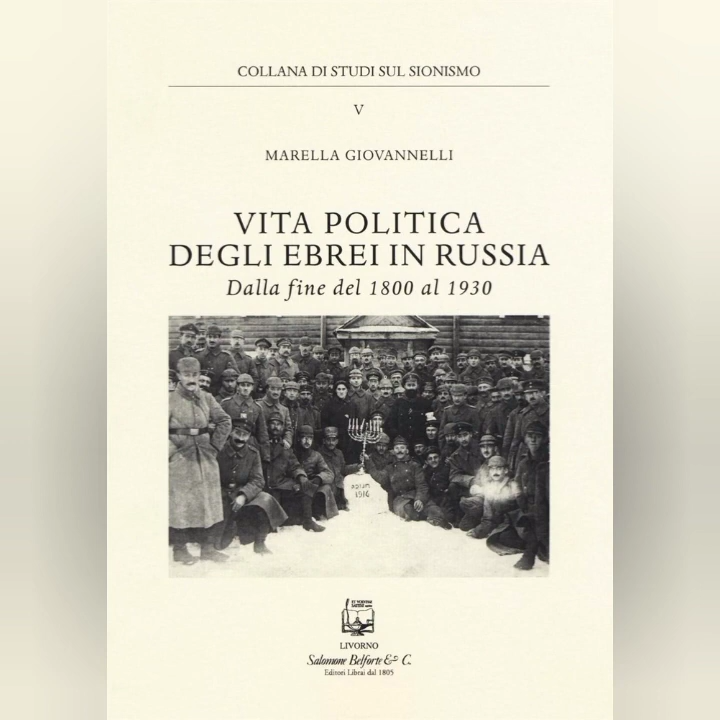 COLLANA DI STUDI SUL SIONISMO
V
MARELLA GIOVANNELLI
VITA POLITICA
DEGLI EBREI IN RUSSIA
Dalla fine del 1800 al 1930
1916
LIVORNO
Salomone Belforte & C.
Editori Librai dal 1805